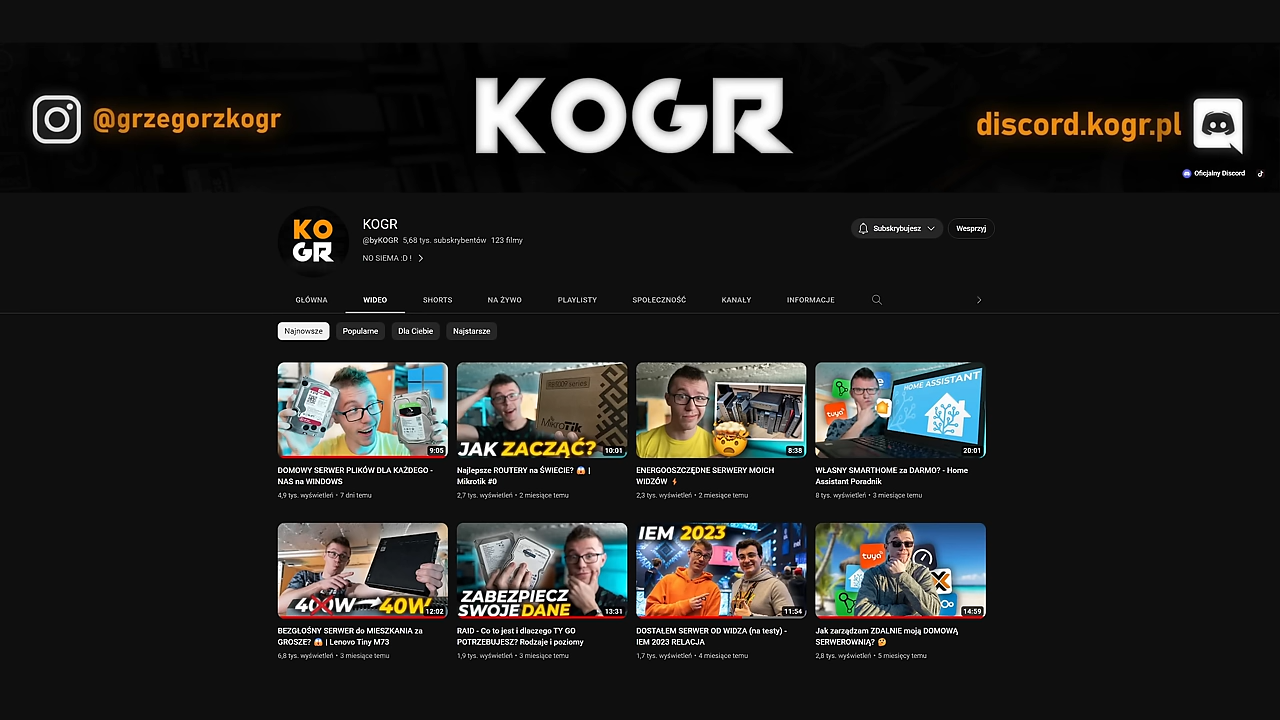 @grzegorzkogr
KOGR
discord.kogr.pl
Oficjalny Discord
KO
GR
KOGR
@byKOGR 5,68 tys. subskrybentów 123 filmy
NO SIEMA :D !
Subskrybujesz
Wesprzyj
GŁÓWNA WIDEO SHORTS NA ŻYWO PLAYLISTY SPOŁECZNOŚĆ KANAŁY INFORMACJE
Najnowsze Popularne Dla Ciebie Najstarsze
9:05
DOMOWY SERWER PLIKÓW DLA KAŻDEGO -
NAS na WINDOWS
4,9 tys. wyświetleń • 7 dni temu
MikroTik
JAK ZACZĄĆ?
10:01
Najlepsze ROUTERY na ŚWIECIE? 😱 |
Mikrotik #0
2,7 tys. wyświetleń • 2 miesiące temu
8:38
ENERGOOSZCZĘDNE SERWERY MOICH
WIDZÓW ⚡
2,3 tys. wyświetleń • 2 miesiące temu
HOME ASSISTANT
tuya
20:01
WŁASNY SMARTHOME za DARMO? - Home
Assistant Poradnik
8 tys. wyświetleń • 3 miesiące temu
400W 40W
12:02
BEZGŁOŚNY SERWER do MIESZKANIA za
GROSZE? 😱 | Lenovo Tiny M73
6,8 tys. wyświetleń • 3 miesiące temu
ZABEZPIECZ
SWOJE DANE
13:31
RAID - Co to jest i dlaczego TY GO
POTRZEBUJESZ? Rodzaje i poziomy
1,9 tys. wyświetleń • 3 miesiące temu
IEM 2023
11:54
DOSTAŁEM SERWER OD WIDZA (na testy) -
IEM 2023 RELACJA
1,7 tys. wyświetleń • 4 miesiące temu
tuya
14:59
Jak zarządzam ZDALNIE moją DOMOWĄ
SERWEROWNIĄ? 🤔
2,8 tys. wyświetleń • 5 miesięcy temu